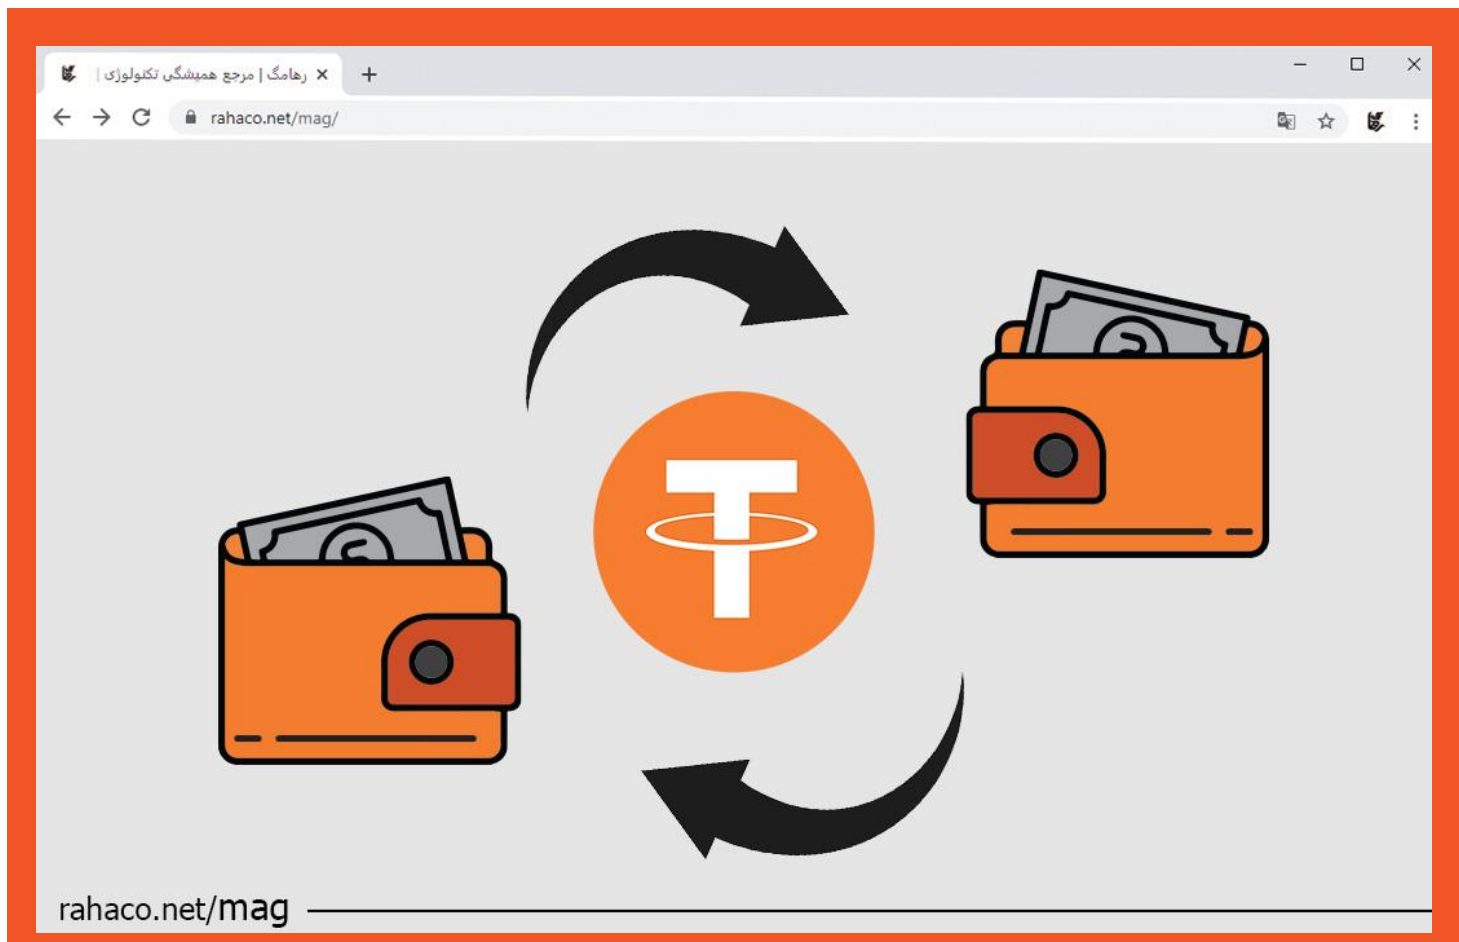 رهامگ | مرجع همیشگی تکنولوژی |
rahaco.net/mag/
rahaco.net/mag